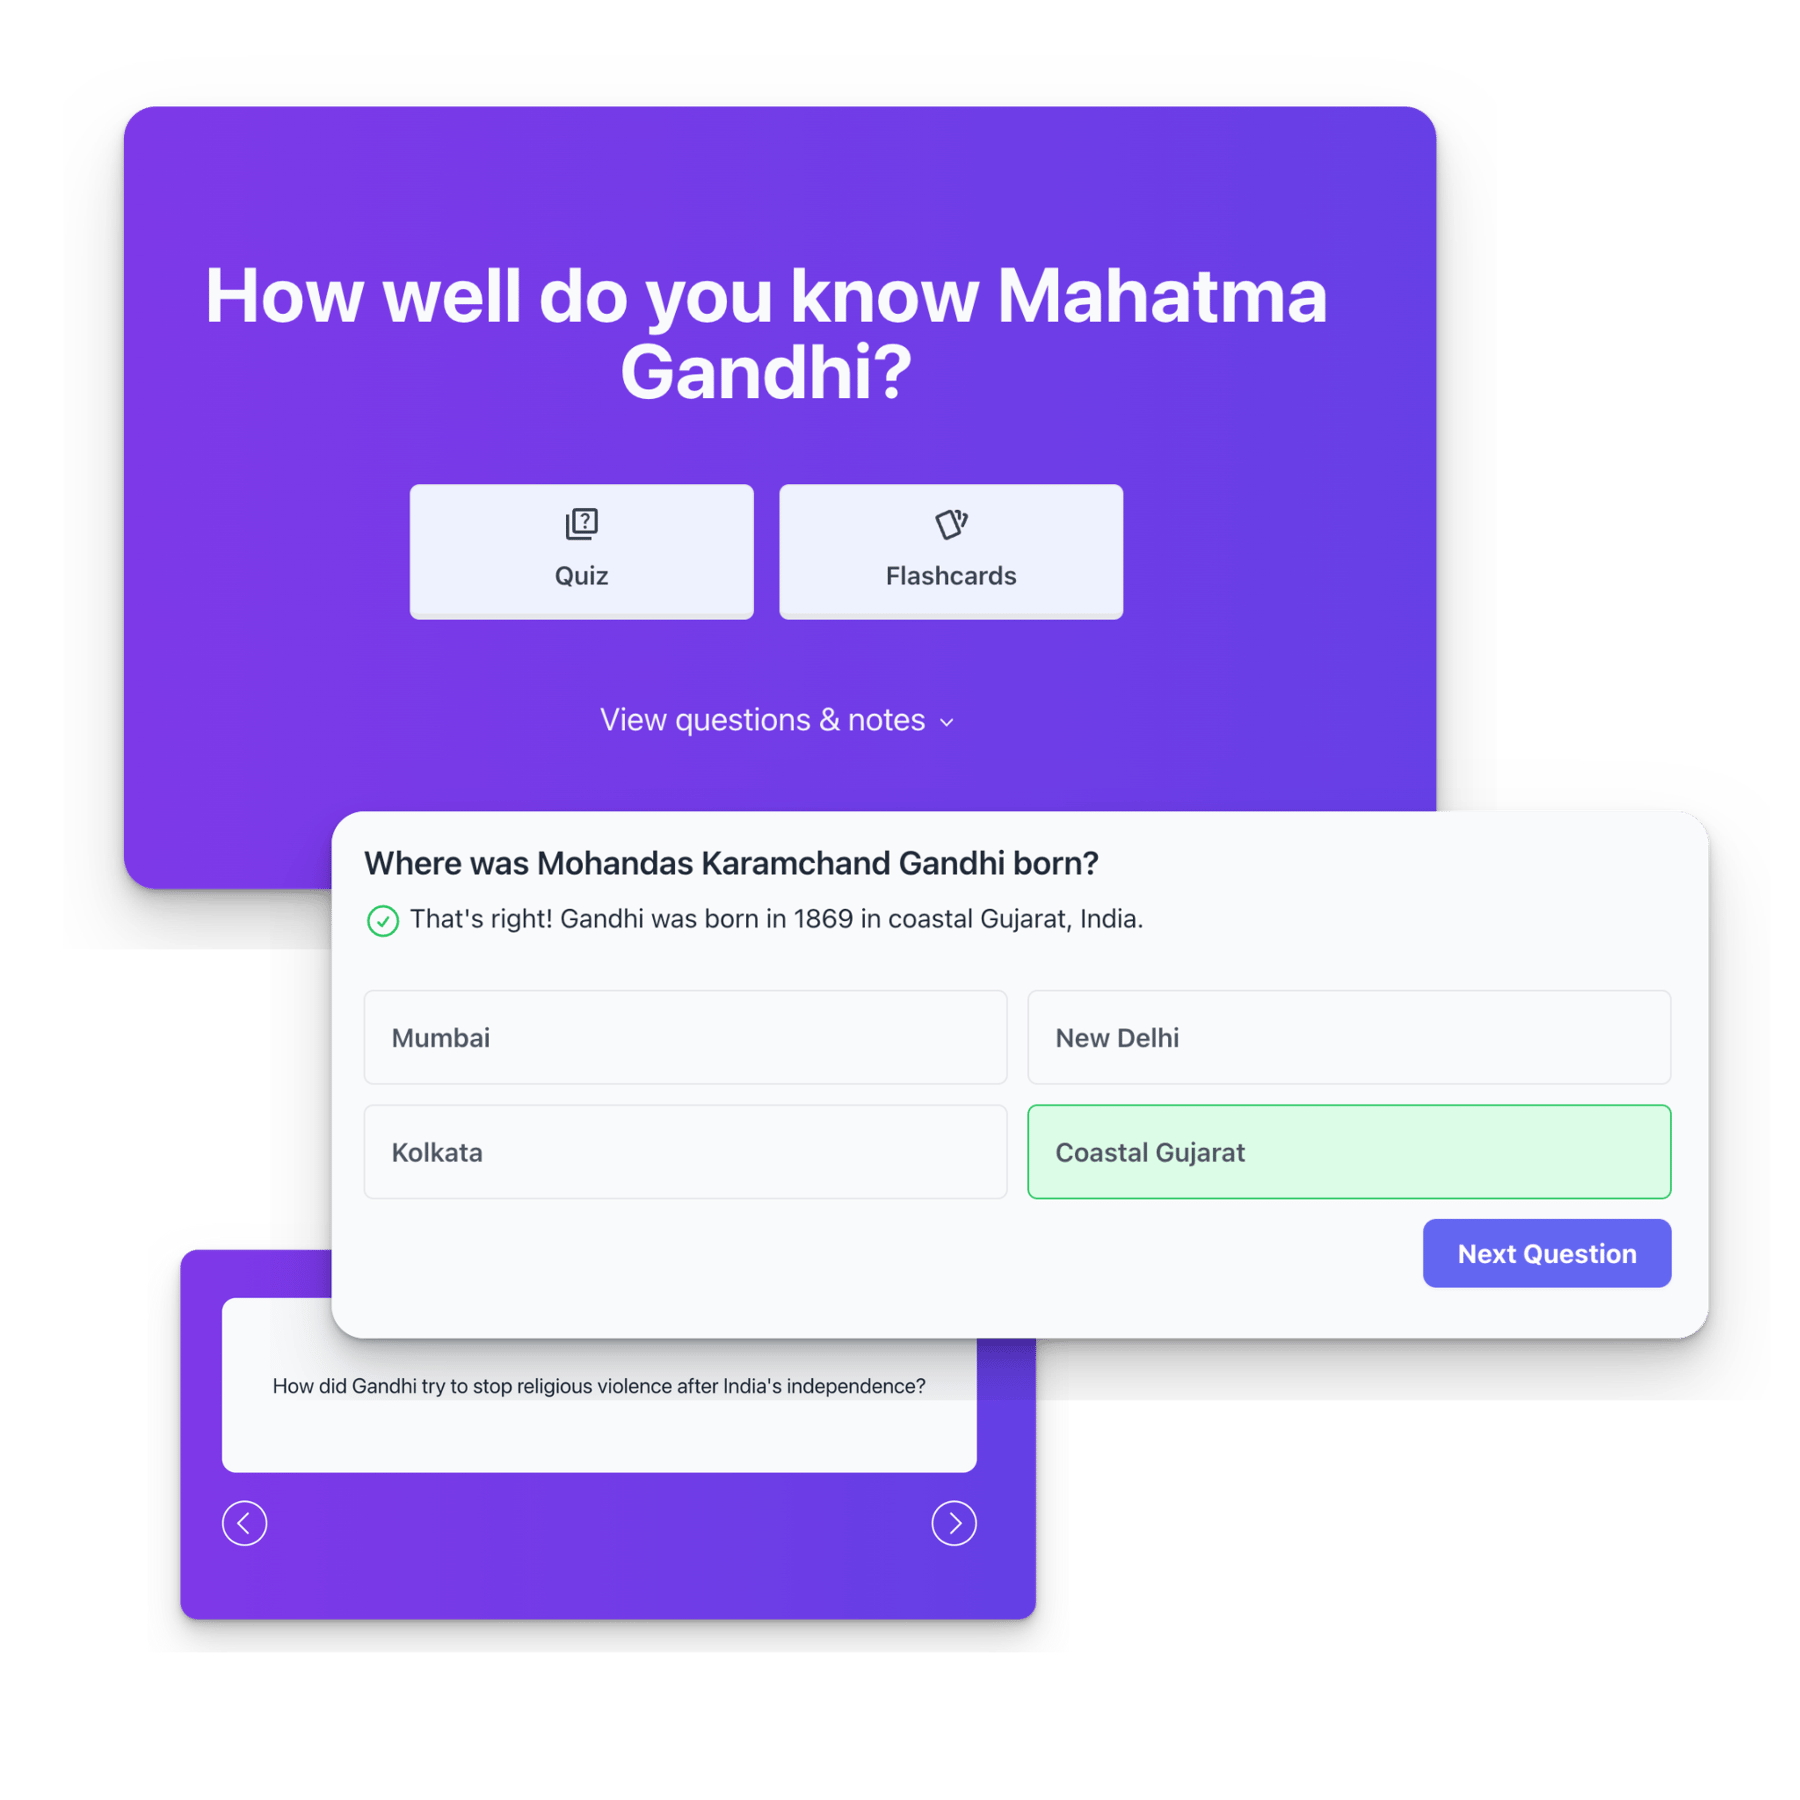 How well do you know Mahatma
Gandhi?
Quiz
Flashcards
View questions & notes
Where was Mohandas Karamchand Gandhi born?
That's right! Gandhi was born in 1869 in coastal Gujarat, India.
Mumbai
New Delhi
Kolkata
Coastal Gujarat
Next Question
How did Gandhi try to stop religious violence after India's independence?